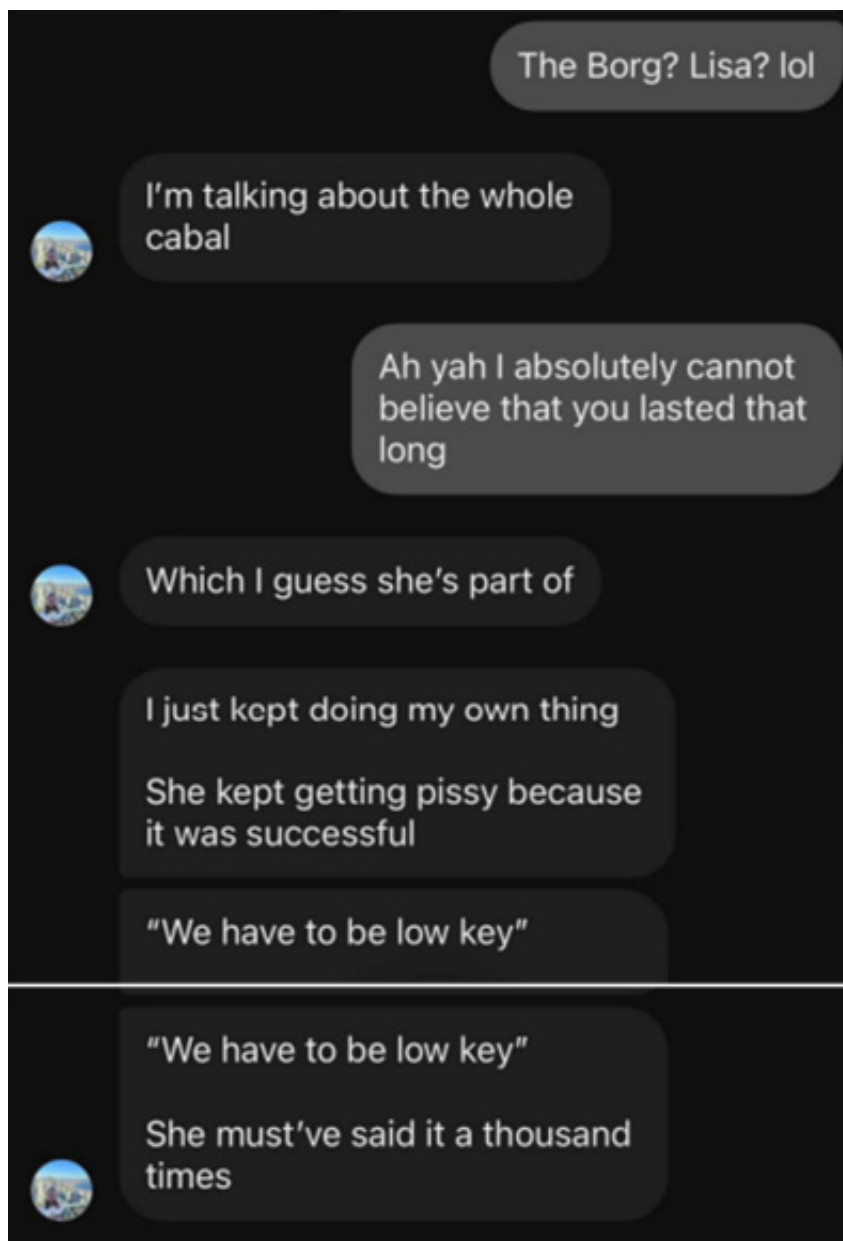 The Borg? Lisa? lol
I'm talking about the whole
cabal
Ah yah I absolutely cannot
believe that you lasted that
long
Which I guess she's part of
I just kept doing my own thing
She kept getting pissy because
it was successful
“We have to be low key”
“We have to be low key”
She must've said it a thousand
times